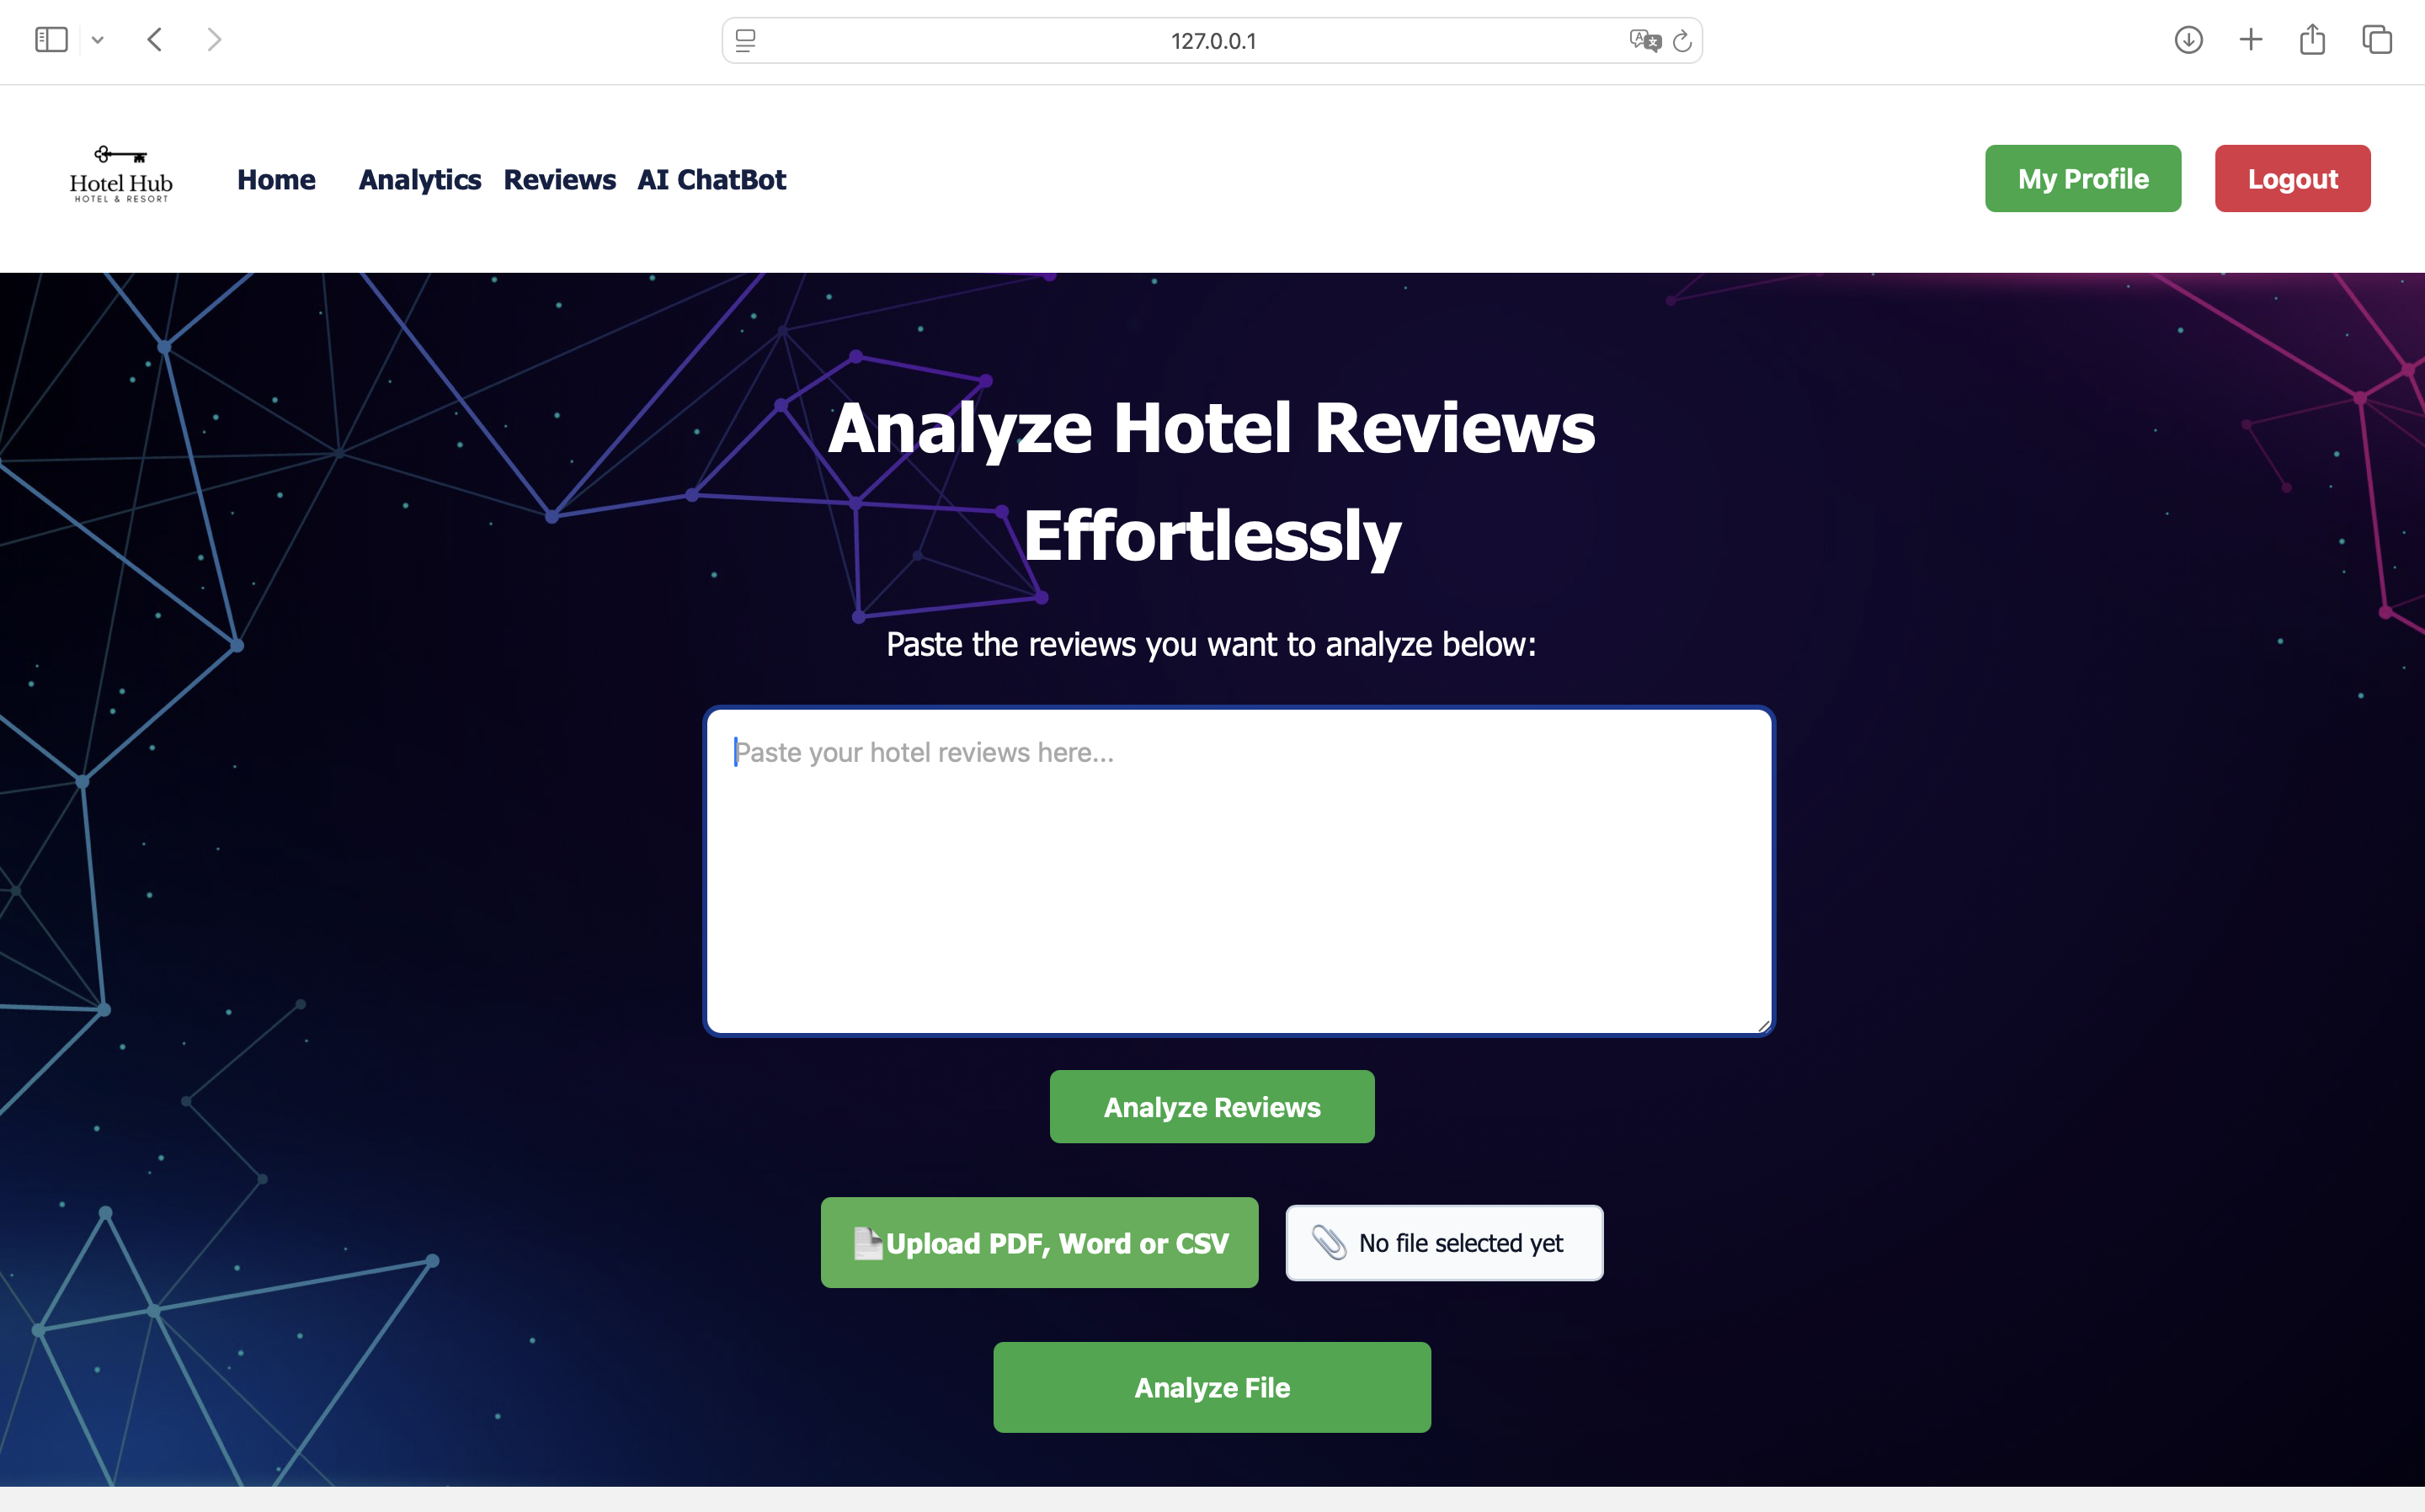 127.0.0.1
Hotel Hub
HOTEL & RESORT
Home Analytics Reviews AI ChatBot
My Profile Logout
Analyze Hotel Reviews
Effortlessly
Paste the reviews you want to analyze below:
Paste your hotel reviews here...
Analyze Reviews
Upload PDF, Word or CSV
No file selected yet
Analyze File